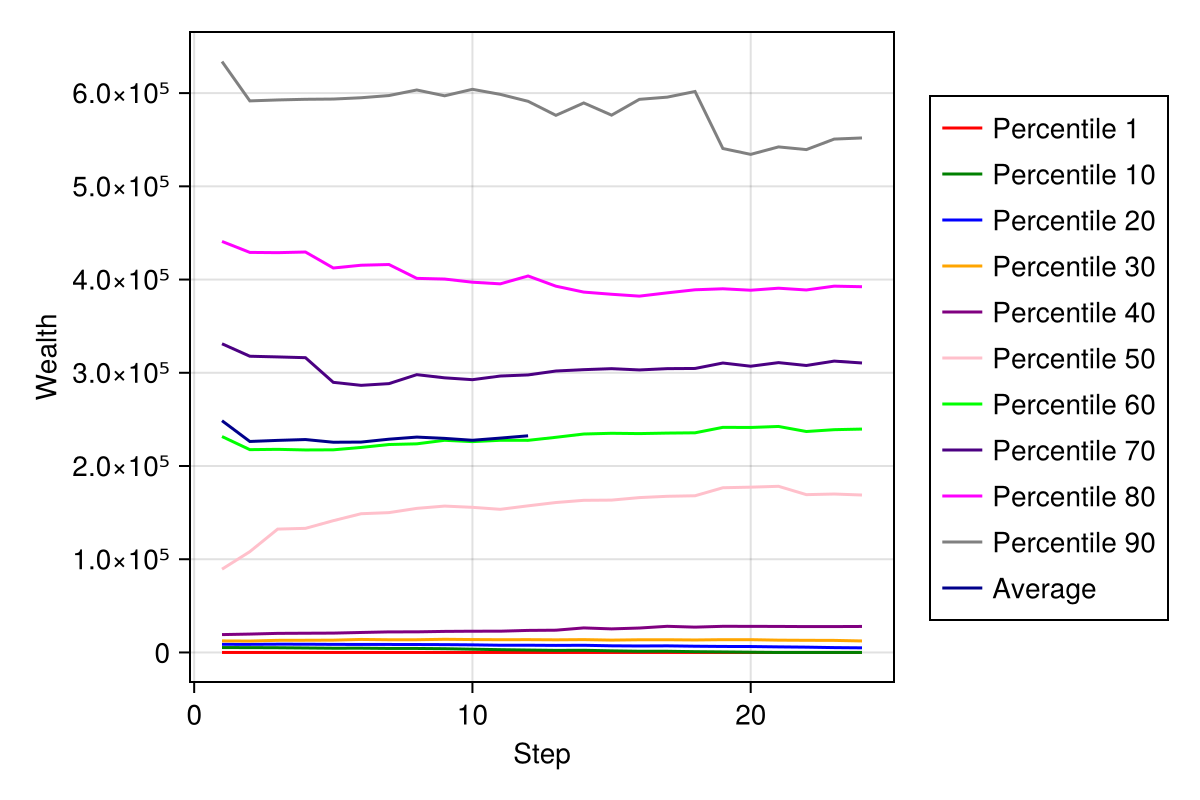 6.0×10⁵
5.0×10⁵
4.0×10⁵
3.0×10⁵
2.0×10⁵
1.0×10⁵
0
Wealth
0 10 20
Step
Percentile 1
Percentile 10
Percentile 20
Percentile 30
Percentile 40
Percentile 50
Percentile 60
Percentile 70
Percentile 80
Percentile 90
Average